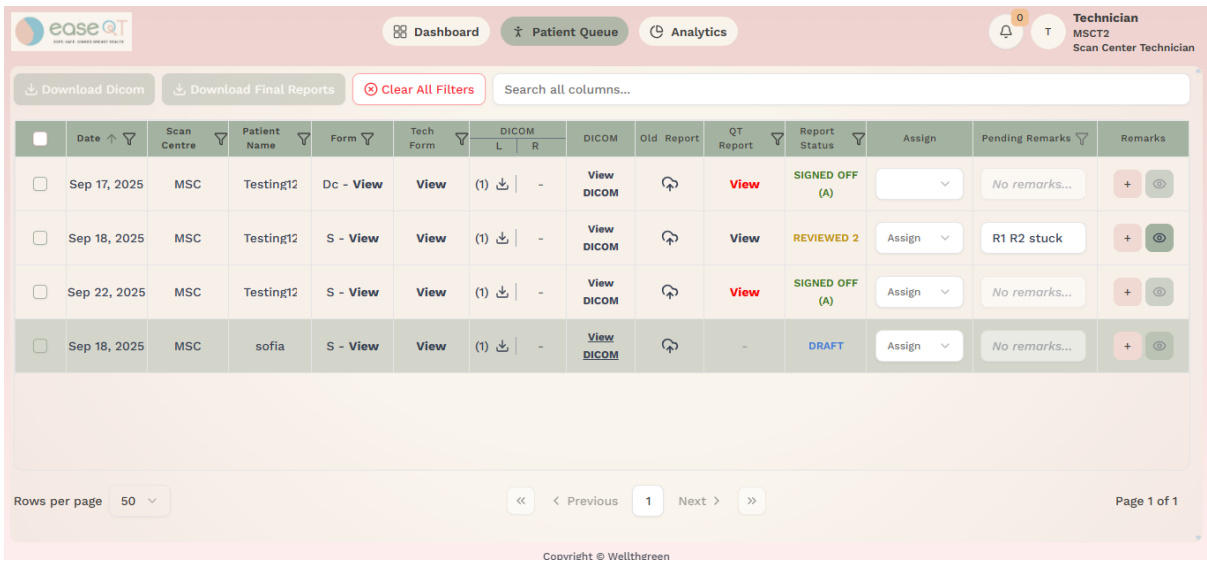 easeQT
Dashboard
Patient Queue
Analytics
0
T
Technician
MSCT2
Scan Center Technician
Download Dicom
Download Final Reports
Clear All Filters
Search all columns...
Date
Scan Centre
Patient Name
Form
Tech Form
DICOM
L R
DICOM
Old Report
QT Report
Report Status
Assign
Pending Remarks
Remarks
Sep 17, 2025 MSC Testing12 Dc - View View (1) - View DICOM View SIGNED OFF (A) No remarks... +
Sep 18, 2025 MSC Testing12 S - View View (1) - View DICOM View REVIEWED 2 Assign R1 R2 stuck +
Sep 22, 2025 MSC Testing12 S - View View (1) - View DICOM View SIGNED OFF (A) Assign No remarks... +
Sep 18, 2025 MSC sofia S - View View (1) - View DICOM - DRAFT Assign No remarks... +
Rows per page 50
« < Previous 1 Next > »
Page 1 of 1
Copyright © Wellthgreen